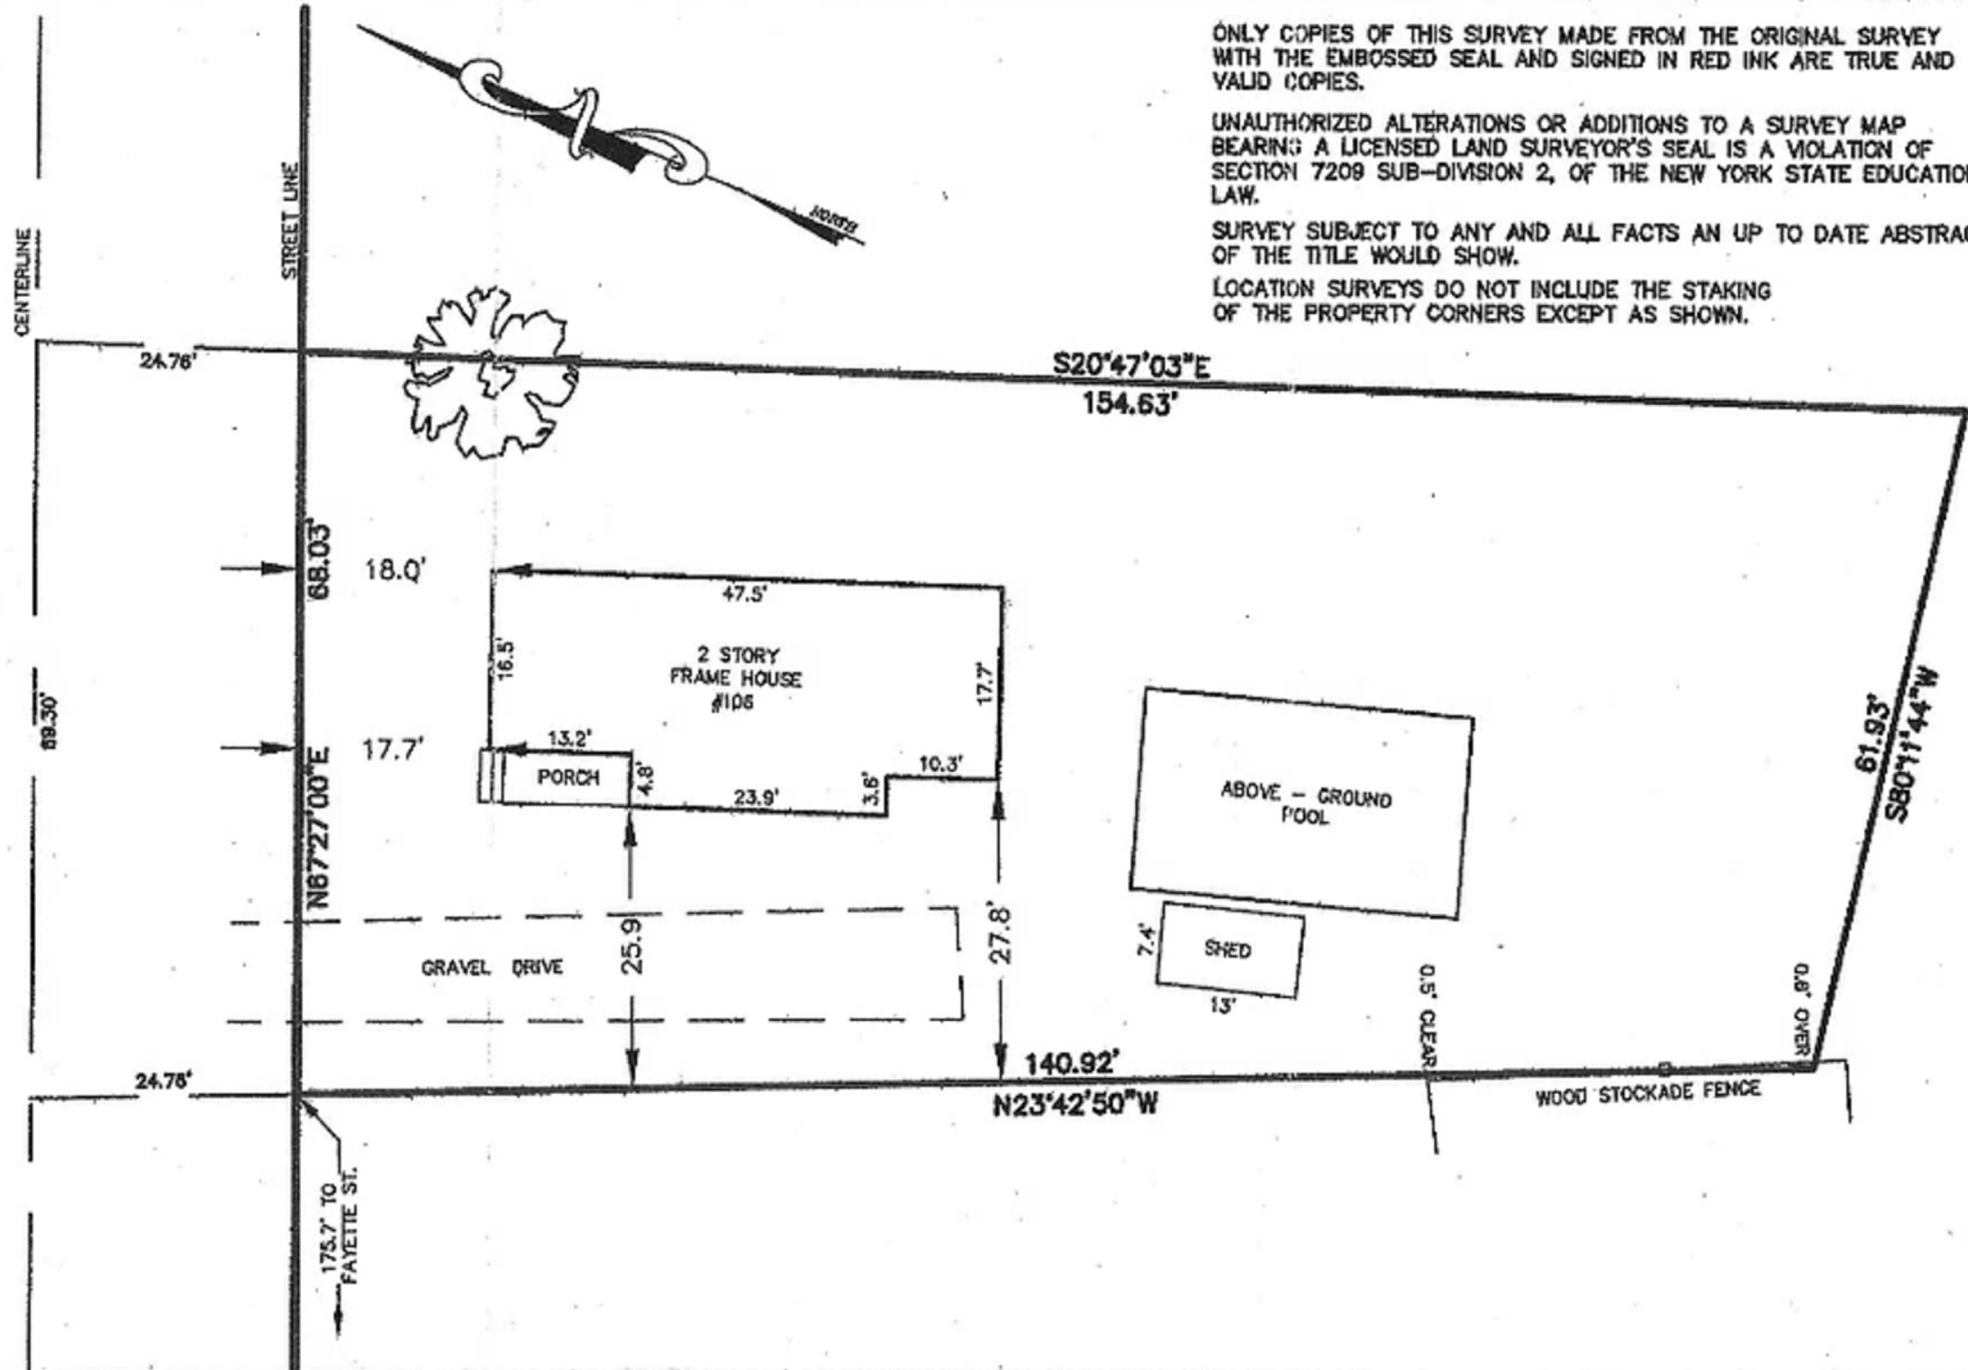 ONLY COPIES OF THIS SURVEY MADE FROM THE ORIGINAL SURVEY
WITH THE EMBOSSED SEAL AND SIGNED IN RED INK ARE TRUE AND
VALID COPIES.
UNAUTHORIZED ALTERATIONS OR ADDITIONS TO A SURVEY MAP
BEARING A LICENSED LAND SURVEYOR'S SEAL IS A VIOLATION OF
SECTION 7209 SUB-DIVISION 2, OF THE NEW YORK STATE EDUCATIO
LAW.
SURVEY SUBJECT TO ANY AND ALL FACTS AN UP TO DATE ABSTRAC
OF THE TITLE WOULD SHOW.
LOCATION SURVEYS DO NOT INCLUDE THE STAKING
OF THE PROPERTY CORNERS EXCEPT AS SHOWN.
NORTH
CENTERLINE
STREET LINE
24.76'
S20°47'03"E
154.63'
68.03'
N67°27'00"E
69.30'
18.0'
17.7'
47.5'
16.5'
2 STORY
FRAME HOUSE
#106
17.7'
13.2'
PORCH
4.8'
23.9'
3.6'
10.3'
ABOVE - GROUND
POOL
61.93'
S80°11'44"W
25.9
27.8'
GRAVEL DRIVE
7.4'
SHED
13'
0.5' CLEAR
OVER
24.76'
140.92'
N23°42'50"W
WOOD STOCKADE FENCE
175.7' TO
FAYETTE ST.